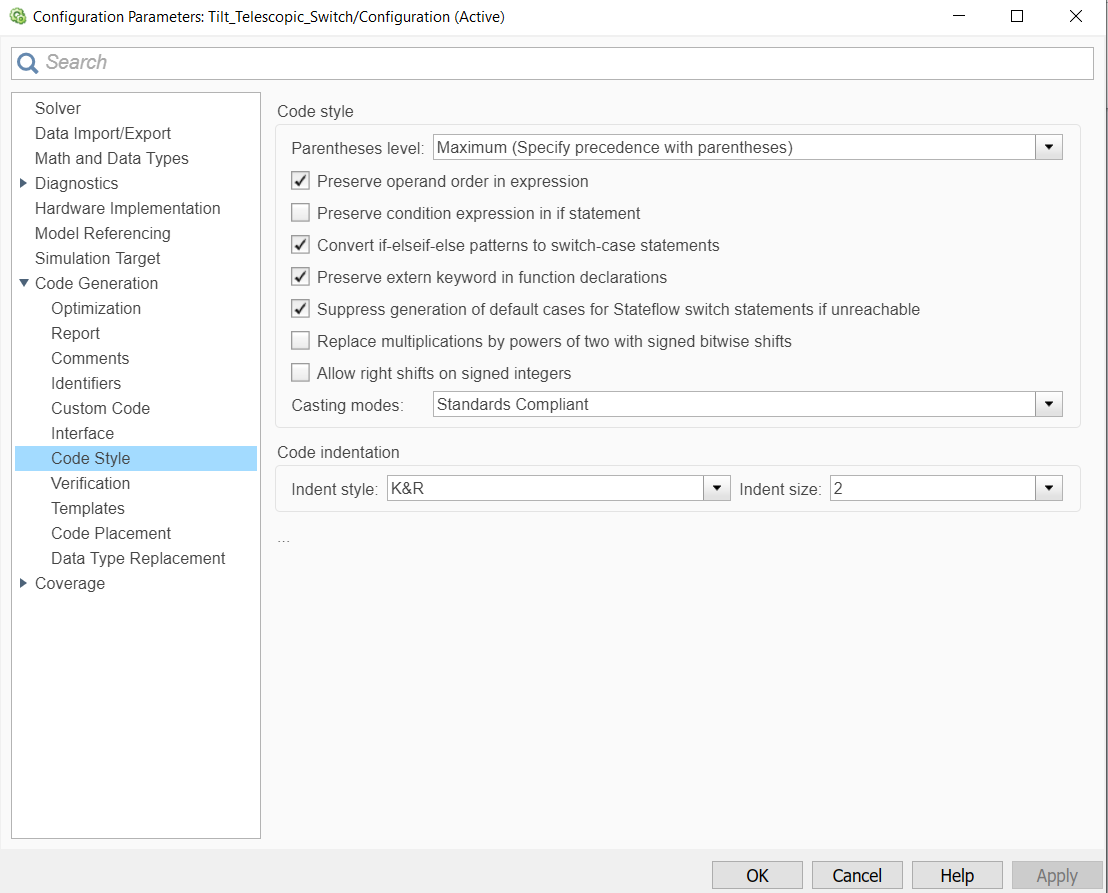 Configuration Parameters: Tilt_Telescopic_Switch/Configuration (Active)
Search
Solver
Data Import/Export
Math and Data Types
Diagnostics
Hardware Implementation
Model Referencing
Simulation Target
Code Generation
Optimization
Report
Comments
Identifiers
Custom Code
Interface
Code Style
Verification
Templates
Code Placement
Data Type Replacement
Coverage
Code style
Parentheses level: Maximum (Specify precedence with parentheses)
Preserve operand order in expression
Preserve condition expression in if statement
Convert if-elseif-else patterns to switch-case statements
Preserve extern keyword in function declarations
Suppress generation of default cases for Stateflow switch statements if unreachable
Replace multiplications by powers of two with signed bitwise shifts
Allow right shifts on signed integers
Casting modes: Standards Compliant
Code indentation
Indent style: K&R Indent size: 2
...
OK Cancel Help Apply